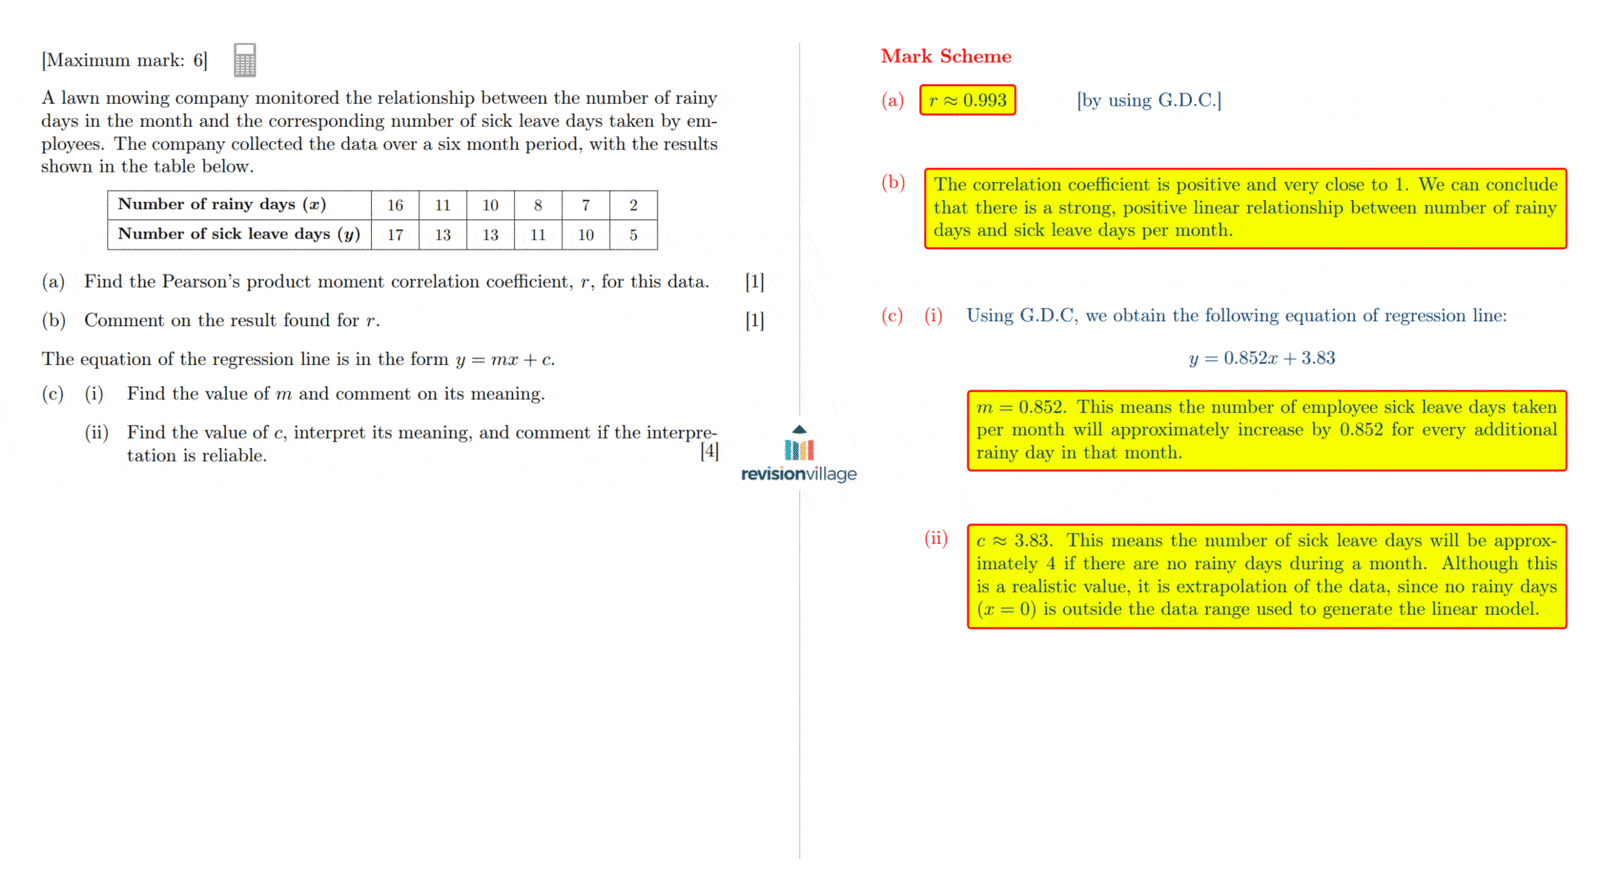 [Maximum mark: 6]
A lawn mowing company monitored the relationship between the number of rainy
days in the month and the corresponding number of sick leave days taken by em-
ployees. The company collected the data over a six month period, with the results
shown in the table below.
Number of rainy days (x) 16 11 10 8 7 2
Number of sick leave days (y) 17 13 13 11 10 5
(a) Find the Pearson's product moment correlation coefficient, r, for this data. [1]
(b) Comment on the result found for r. [1]
The equation of the regression line is in the form y = mx + c.
(c) (i) Find the value of m and comment on its meaning.
(ii) Find the value of c, interpret its meaning, and comment if the interpre-
tation is reliable. [4]
revisionvillage
Mark Scheme
(a) r ≈ 0.993 [by using G.D.C.]
(b) The correlation coefficient is positive and very close to 1. We can conclude
that there is a strong, positive linear relationship between number of rainy
days and sick leave days per month.
(c) (i) Using G.D.C, we obtain the following equation of regression line:
y = 0.852x + 3.83
m = 0.852. This means the number of employee sick leave days taken
per month will approximately increase by 0.852 for every additional
rainy day in that month.
(ii) c ≈ 3.83. This means the number of sick leave days will be approx-
imately 4 if there are no rainy days during a month. Although this
is a realistic value, it is extrapolation of the data, since no rainy days
(x = 0) is outside the data range used to generate the linear model.